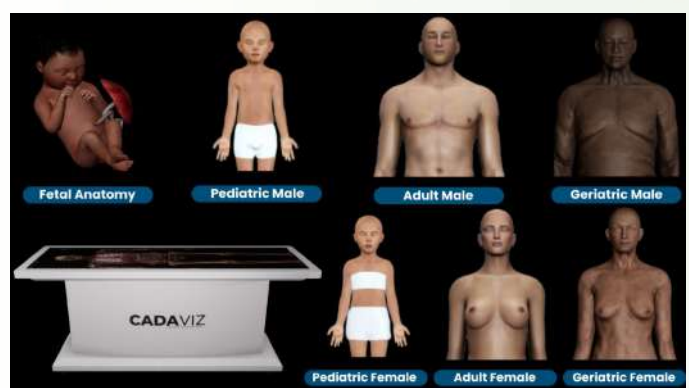 Fetal Anatomy
Pediatric Male
Adult Male
Geriatric Male
CADAVIZ
Pediatric Female
Adult Female
Geriatric Female